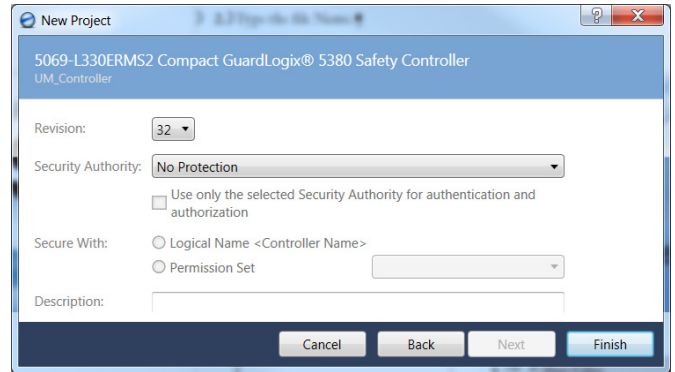 New Project
5069-L330ERMS2 Compact GuardLogix® 5380 Safety Controller
UM_Controller
Revision: 32
Security Authority: No Protection
Use only the selected Security Authority for authentication and
authorization
Secure With: Logical Name <Controller Name>
Permission Set
Description:
Cancel Back Next Finish